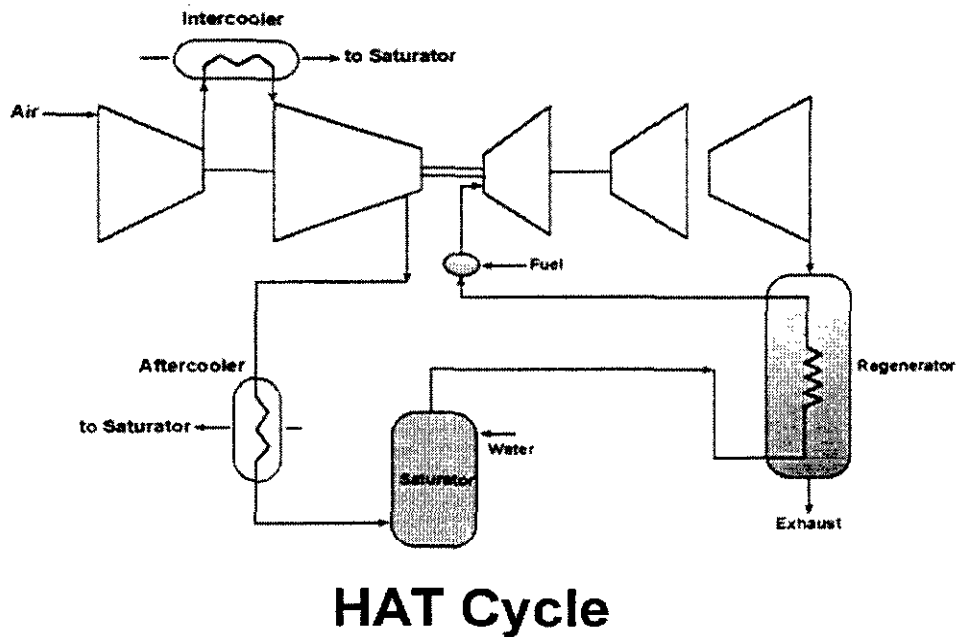 Intercooler
to Saturator
Air
Fuel
Aftercooler
Regenerator
to Saturator
Water
Saturator
Exhaust
HAT Cycle